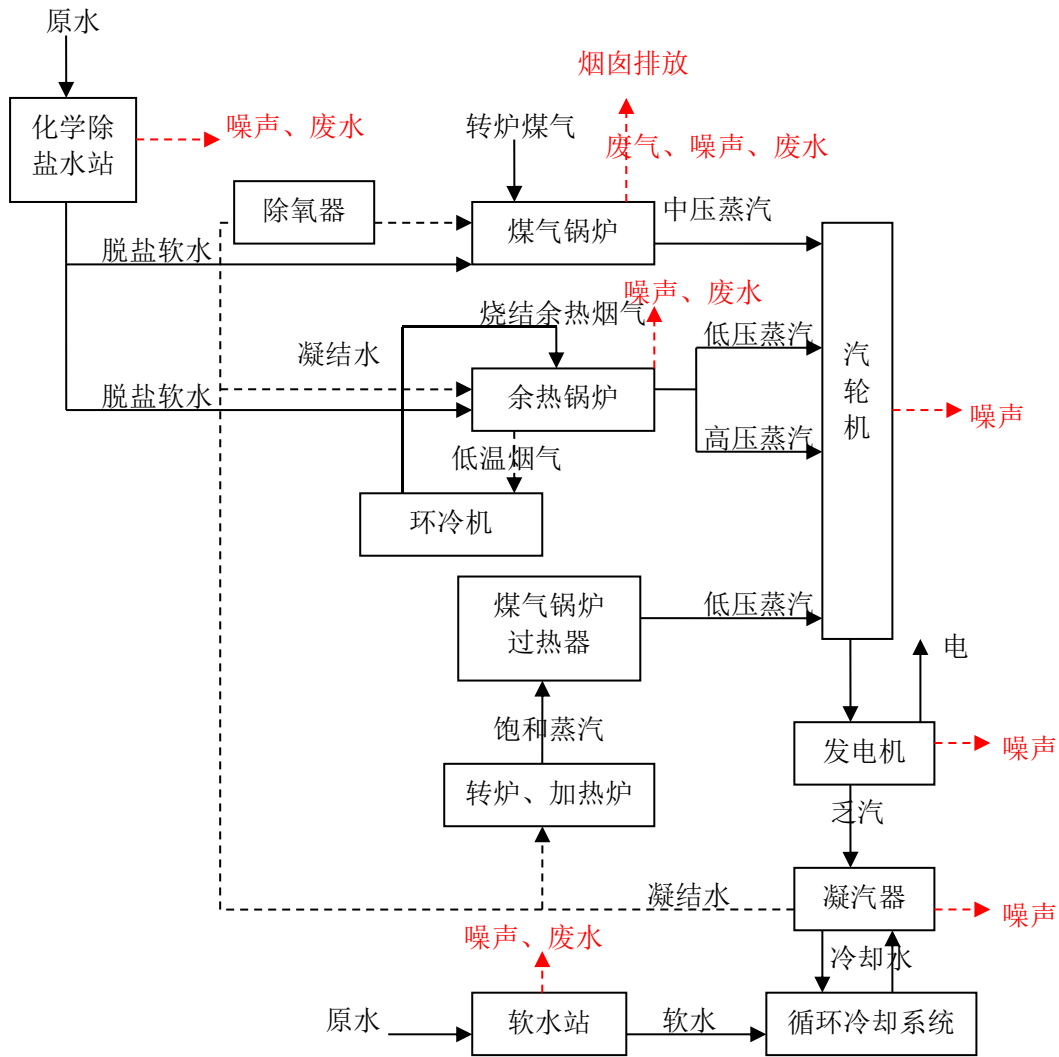 原水
烟囱排放
化学除
盐水站
噪声、废水
转炉煤气
废气、噪声、废水
除氧器
煤气锅炉
中压蒸汽
脱盐软水
噪声、废水
烧结余热烟气
低压蒸汽
凝结水
汽
轮
机
脱盐软水
余热锅炉
噪声
高压蒸汽
低温烟气
环冷机
煤气锅炉
过热器
低压蒸汽
电
饱和蒸汽
发电机
噪声
转炉、加热炉
乏汽
凝结水
凝汽器
噪声
噪声、废水
冷却水
原水
软水站
软水
循环冷却系统